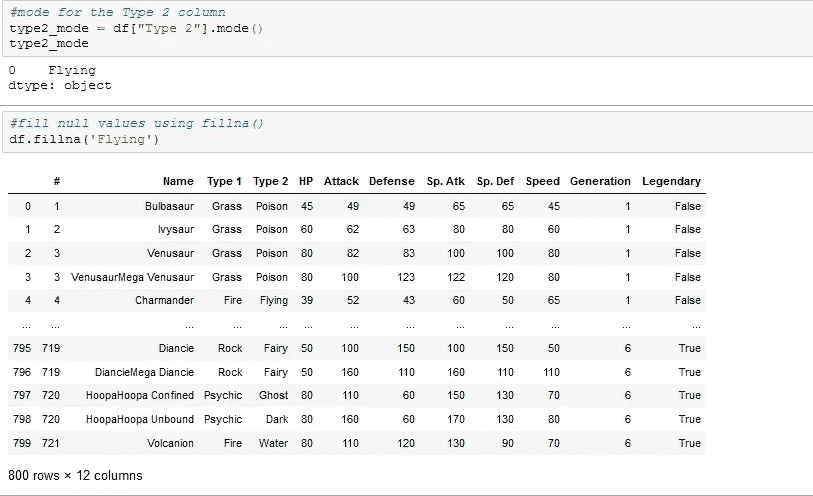 #mode for the Type 2 column
type2_mode = df["Type 2"].mode()
type2_mode
0    Flying
dtype: object
#fill null values using fillna()
df.fillna('Flying')
# Name Type 1 Type 2 HP Attack Defense Sp. Atk Sp. Def Speed Generation Legendary
0 1 Bulbasaur Grass Poison 45 49 49 65 65 45 1 False
1 2 Ivysaur Grass Poison 60 62 63 80 80 60 1 False
2 3 Venusaur Grass Poison 80 82 83 100 100 80 1 False
3 3 VenusaurMega Venusaur Grass Poison 80 100 123 122 120 80 1 False
4 4 Charmander Fire Flying 39 52 43 60 50 65 1 False
... ... ... ... ... ... ... ... ... ... ... ... ...
795 719 Diancie Rock Fairy 50 100 150 100 150 50 6 True
796 719 DiancieMega Diancie Rock Fairy 50 160 110 160 110 110 6 True
797 720 HoopaHoopa Confined Psychic Ghost 80 110 60 150 130 70 6 True
798 720 HoopaHoopa Unbound Psychic Dark 80 160 60 170 130 80 6 True
799 721 Volcanion Fire Water 80 110 120 130 90 70 6 True
800 rows × 12 columns